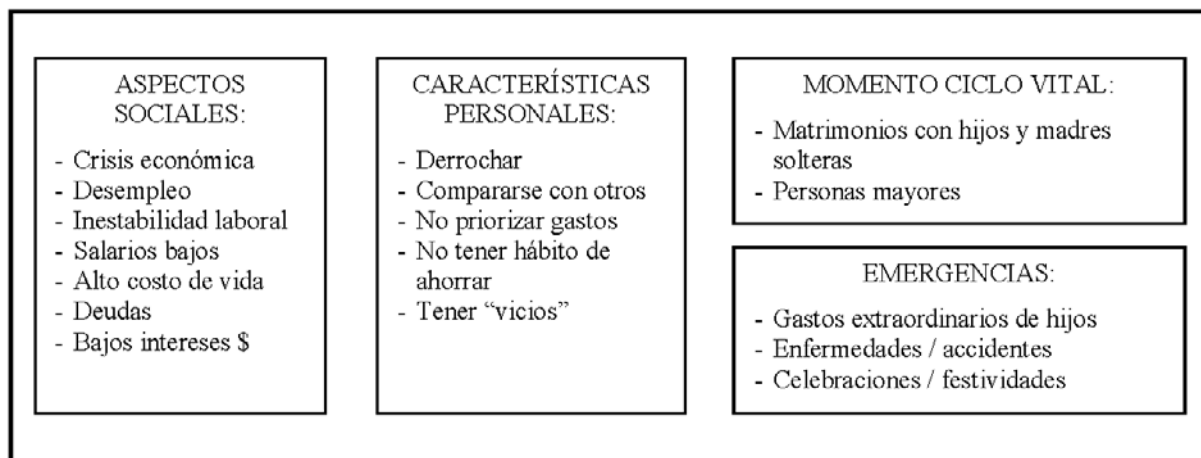 ASPECTOS
SOCIALES:
- Crisis económica
- Desempleo
- Inestabilidad laboral
- Salarios bajos
- Alto costo de vida
- Deudas
- Bajos intereses $
CARACTERÍSTICAS
PERSONALES:
- Derrochar
- Compararse con otros
- No priorizar gastos
- No tener hábito de
ahorrar
- Tener “vicios”
MOMENTO CICLO VITAL:
- Matrimonios con hijos y madres
solteras
- Personas mayores
EMERGENCIAS:
- Gastos extraordinarios de hijos
- Enfermedades / accidentes
- Celebraciones / festividades